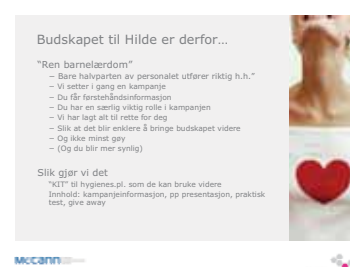 Budskapet til Hilde er derfor…
"Ren barnelærdom"
– Bare halvparten av personalet utfører riktig h.h."
– Vi setter i gang en kampanje
– Du får førstehåndsinformasjon
– Du har en særlig viktig rolle i kampanjen
– Vi har lagt alt til rette for deg
– Slik at det blir enklere å bringe budskapet videre
– Og ikke minst gøy
– (Og du blir mer synlig)
Slik gjør vi det
"KIT" til hygienes.pl. som de kan bruke videre
Innhold: kampanjeinformasjon, pp presentasjon, praktisk
test, give away
McCann